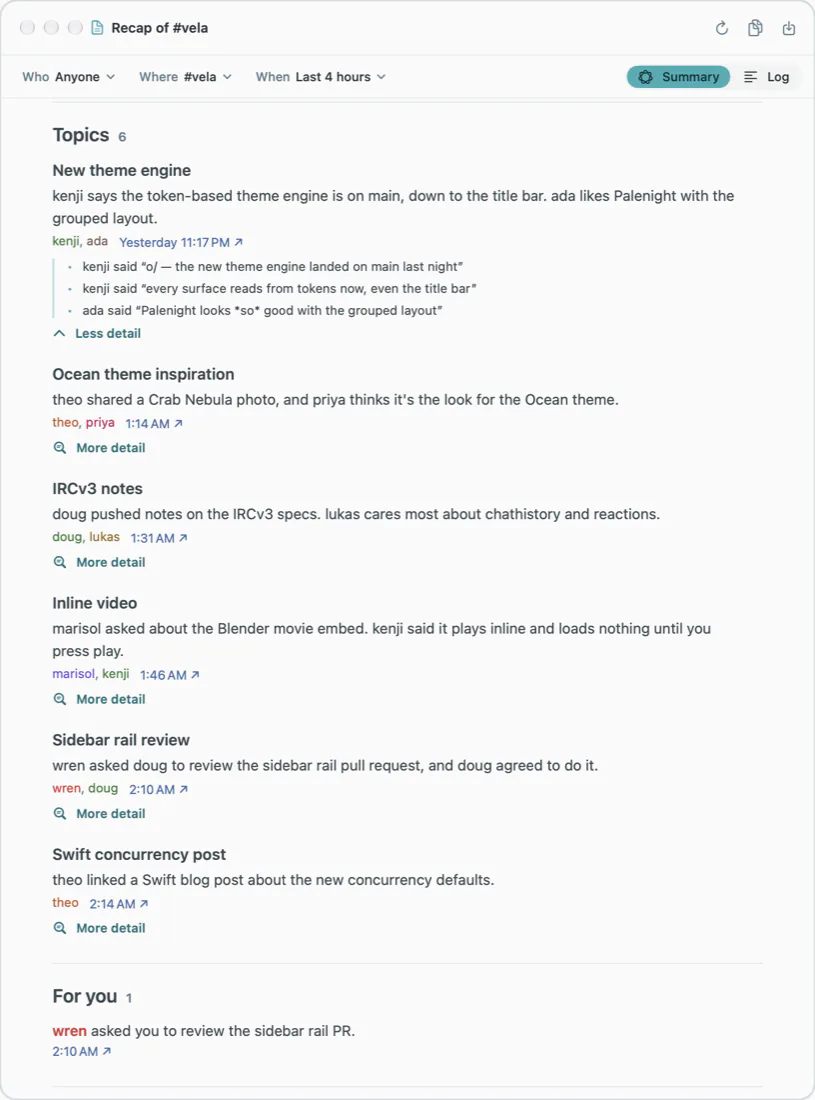 Recap of #vela
Who Anyone Where #vela When Last 4 hours Summary Log
Topics 6
New theme engine
kenji says the token-based theme engine is on main, down to the title bar. ada likes Palenight with the
grouped layout.
kenji, ada Yesterday 11:17 PM ↗
• kenji said “o/ — the new theme engine landed on main last night”
• kenji said “every surface reads from tokens now, even the title bar”
• ada said “Palenight looks *so* good with the grouped layout”
Less detail
Ocean theme inspiration
theo shared a Crab Nebula photo, and priya thinks it's the look for the Ocean theme.
theo, priya 1:14 AM ↗
More detail
IRCv3 notes
doug pushed notes on the IRCv3 specs. lukas cares most about chathistory and reactions.
doug, lukas 1:31 AM ↗
More detail
Inline video
marisol asked about the Blender movie embed. kenji said it plays inline and loads nothing until you
press play.
marisol, kenji 1:46 AM ↗
More detail
Sidebar rail review
wren asked doug to review the sidebar rail pull request, and doug agreed to do it.
wren, doug 2:10 AM ↗
More detail
Swift concurrency post
theo linked a Swift blog post about the new concurrency defaults.
theo 2:14 AM ↗
More detail
For you 1
wren asked you to review the sidebar rail PR.
2:10 AM ↗